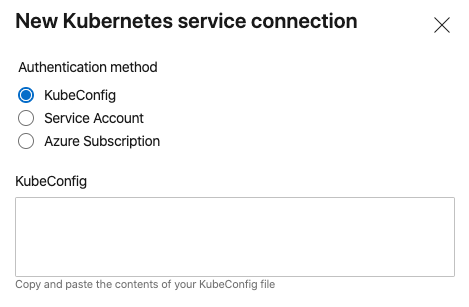 New Kubernetes service connection
Authentication method
KubeConfig
Service Account
Azure Subscription
KubeConfig
Copy and paste the contents of your KubeConfig file